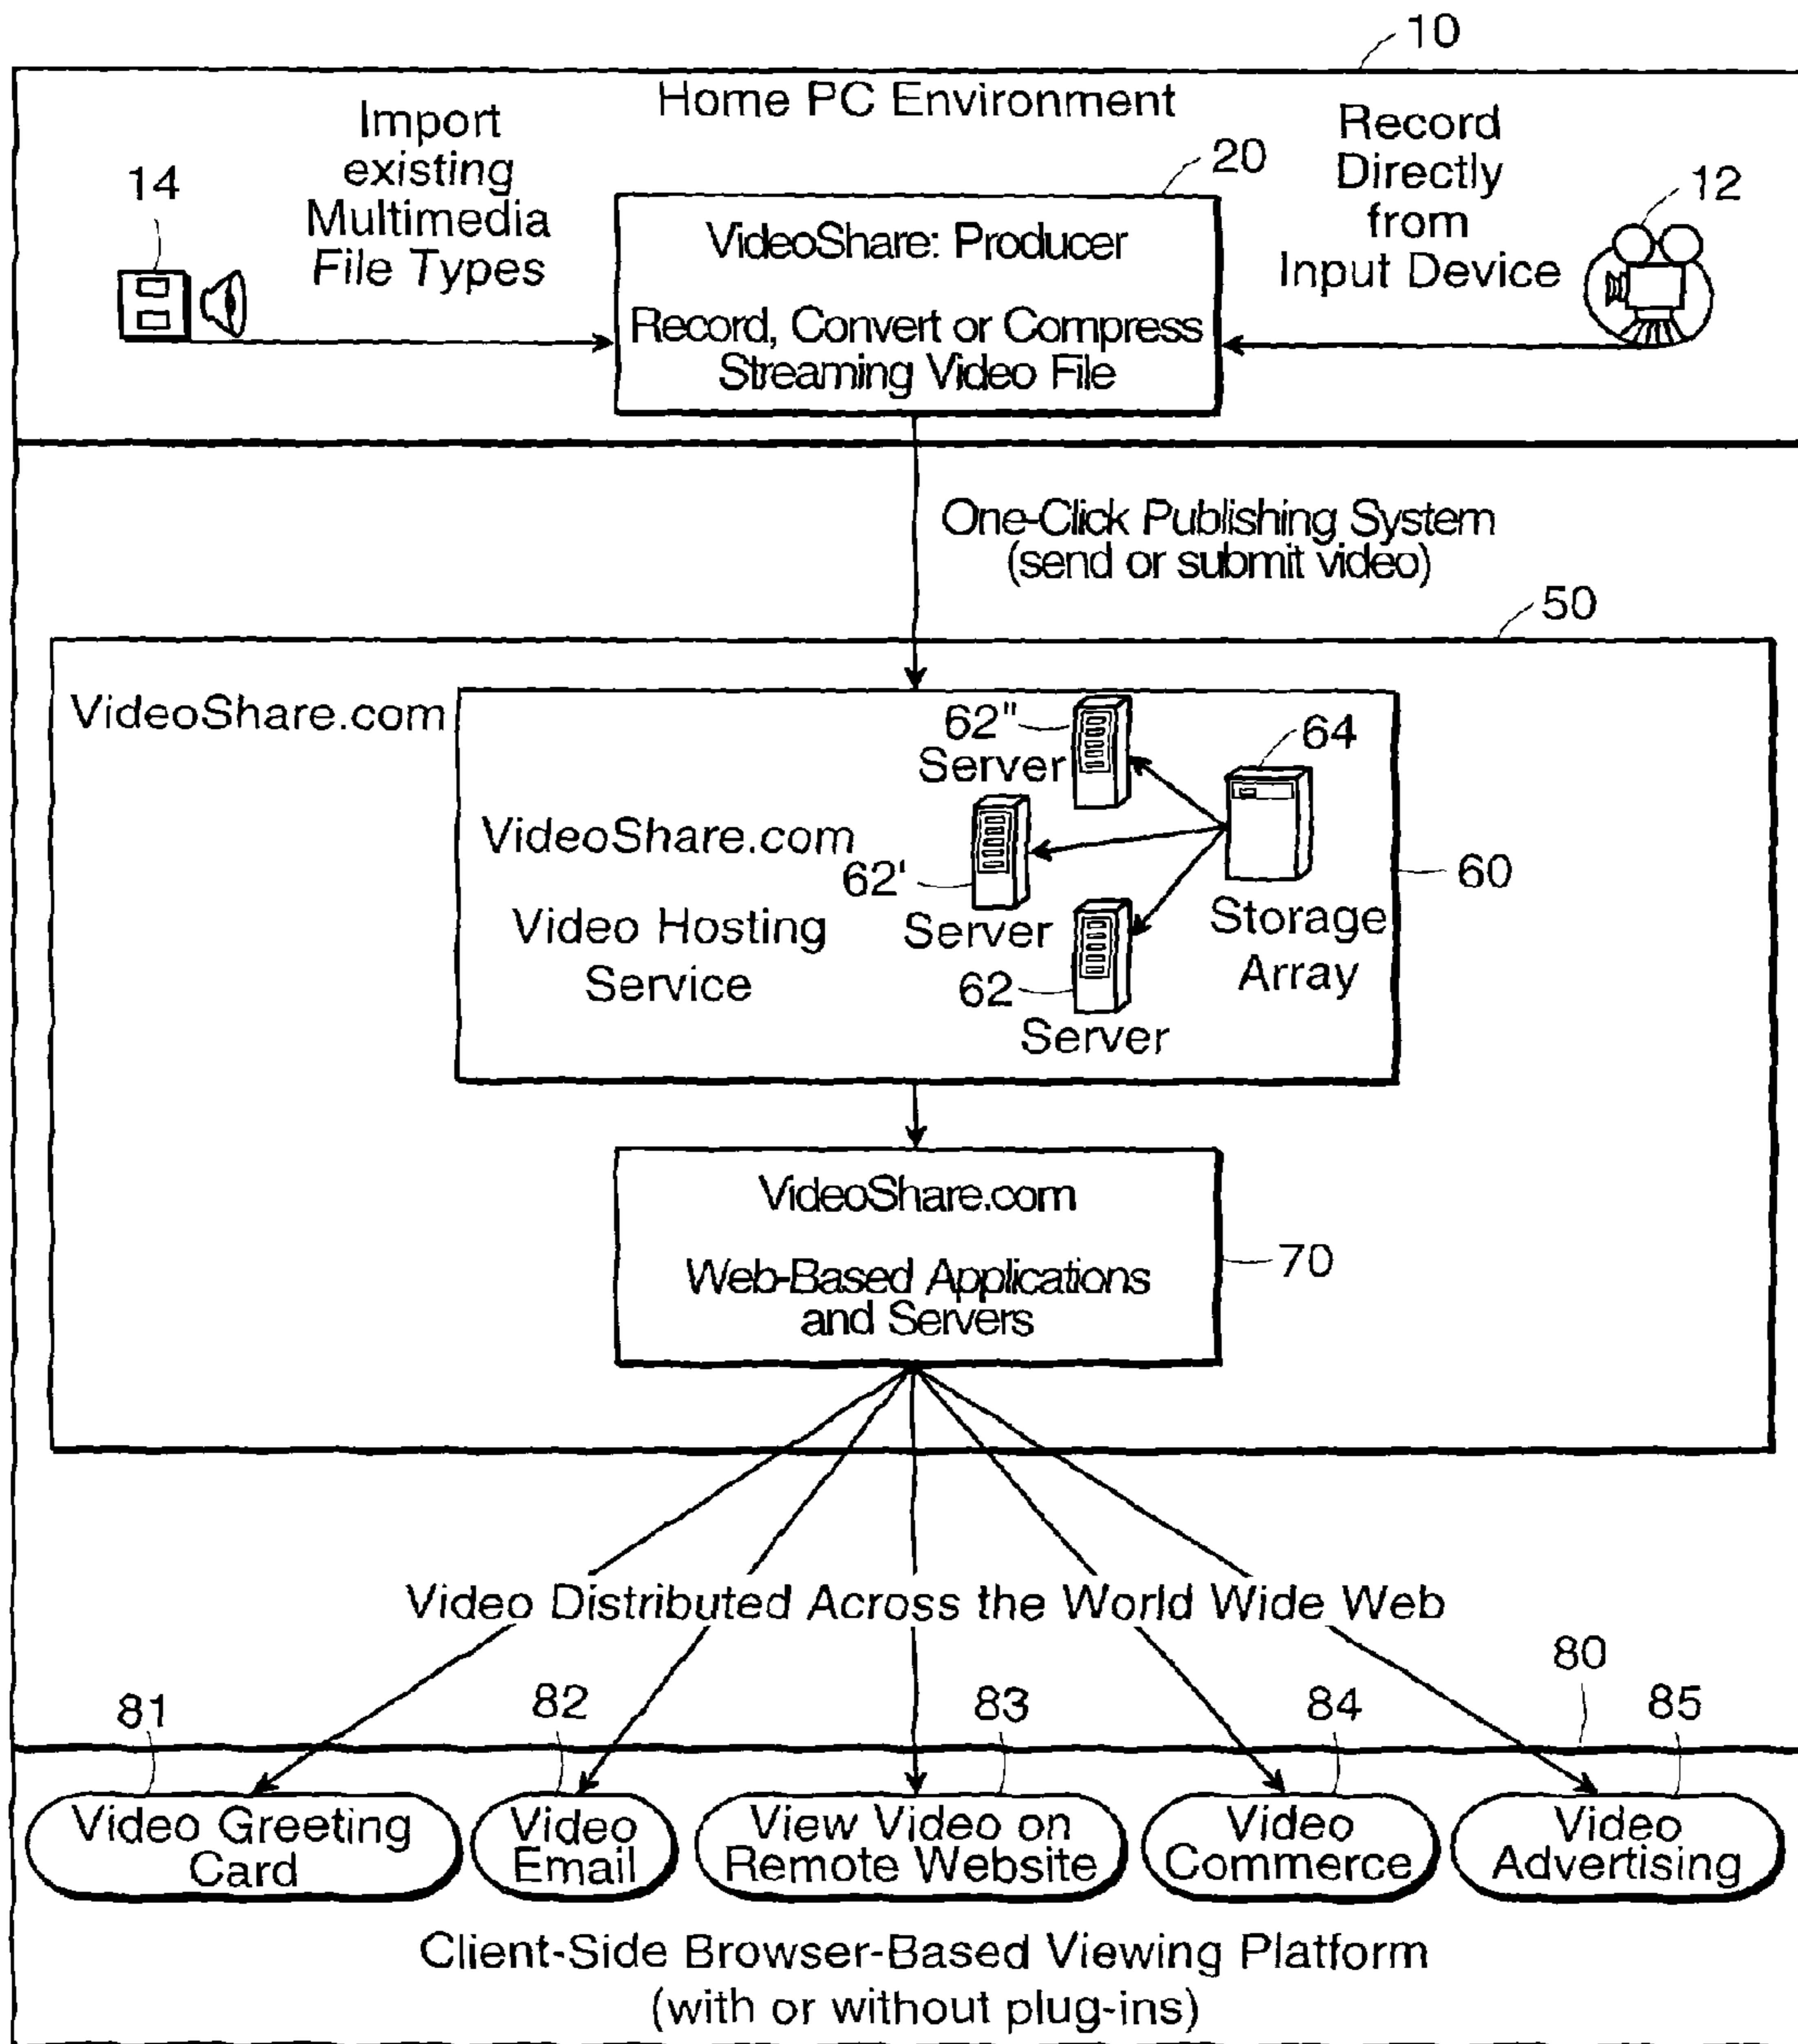 10
Home PC Environment
Import
existing
Multimedia
File Types
14
20
VideoShare: Producer
Record, Convert or Compress
Streaming Video File
Record
Directly
from
Input Device
12
One-Click Publishing System
(send or submit video)
50
VideoShare.com
VideoShare.com
Video Hosting
Service
62"
Server
62'
Server
62
Server
64
Storage
Array
60
VideoShare.com
Web-Based Applications
and Servers
70
Video Distributed Across the World Wide Web
80
81
82
83
84
85
Video Greeting
Card
Video
Email
View Video on
Remote Website
Video
Commerce
Video
Advertising
Client-Side Browser-Based Viewing Platform
(with or without plug-ins)